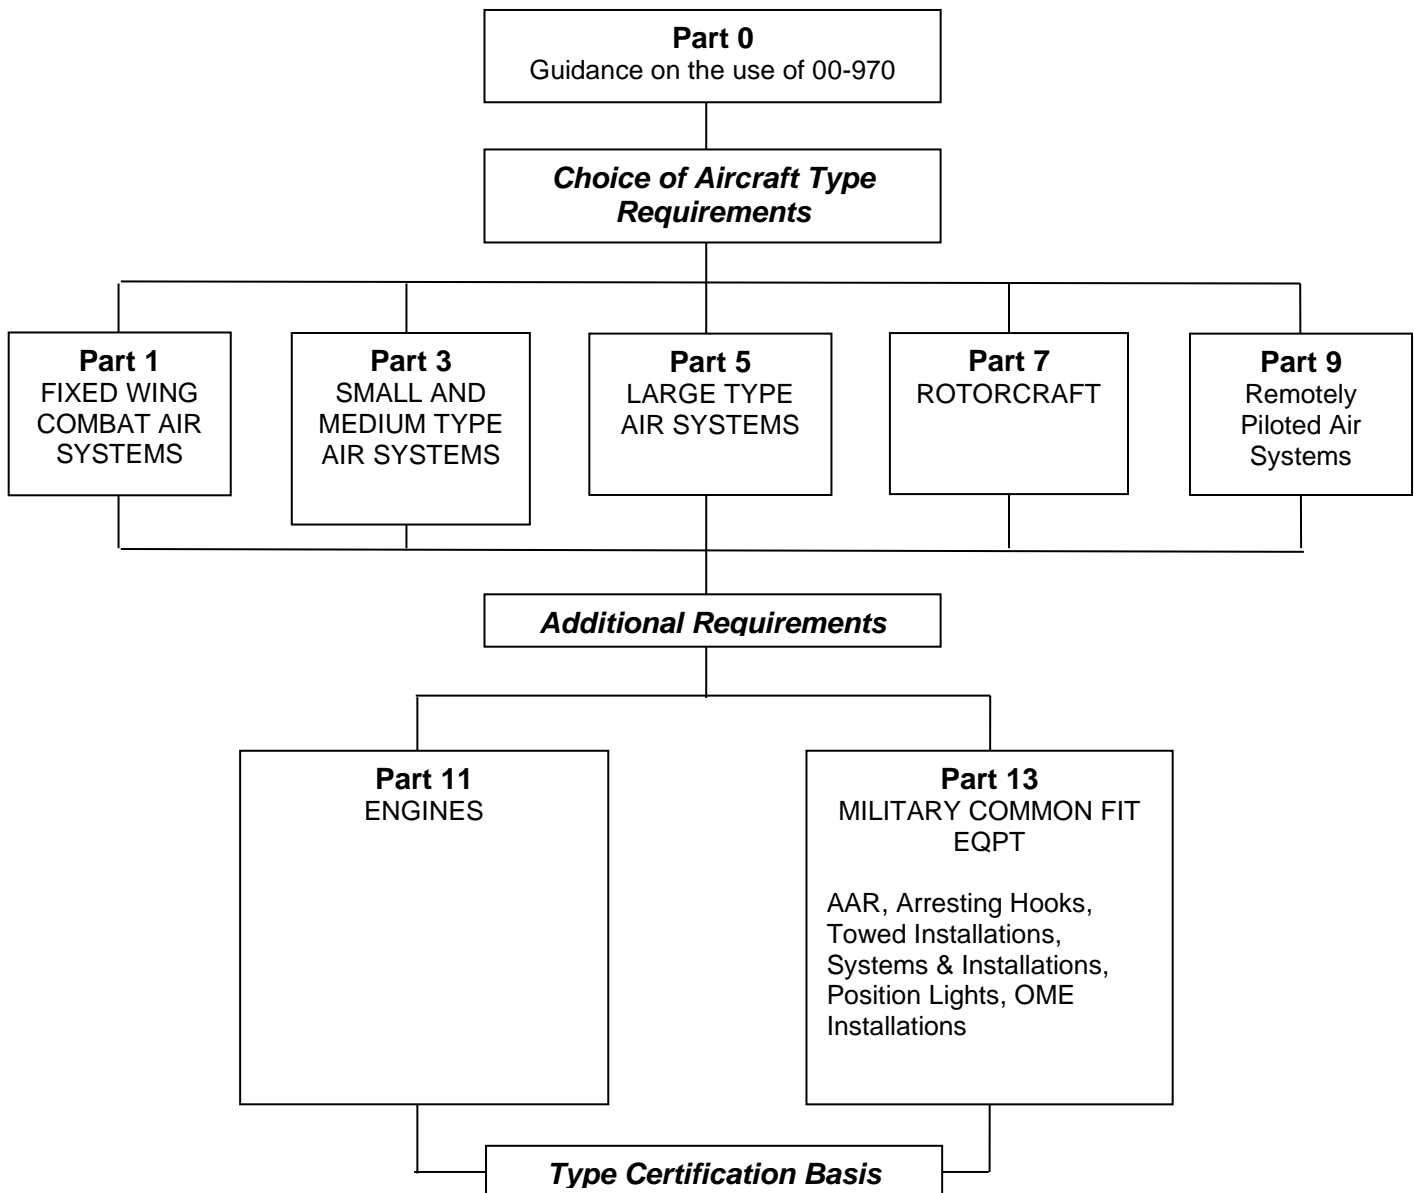 Part 0
Guidance on the use of 00-970
Choice of Aircraft Type
Requirements
Part 1
FIXED WING
COMBAT AIR
SYSTEMS
Part 3
SMALL AND
MEDIUM TYPE
AIR SYSTEMS
Part 5
LARGE TYPE
AIR SYSTEMS
Part 7
ROTORCRAFT
Part 9
Remotely
Piloted Air
Systems
Additional Requirements
Part 11
ENGINES
Part 13
MILITARY COMMON FIT
EQPT
AAR, Arresting Hooks,
Towed Installations,
Systems & Installations,
Position Lights, OME
Installations
Type Certification Basis